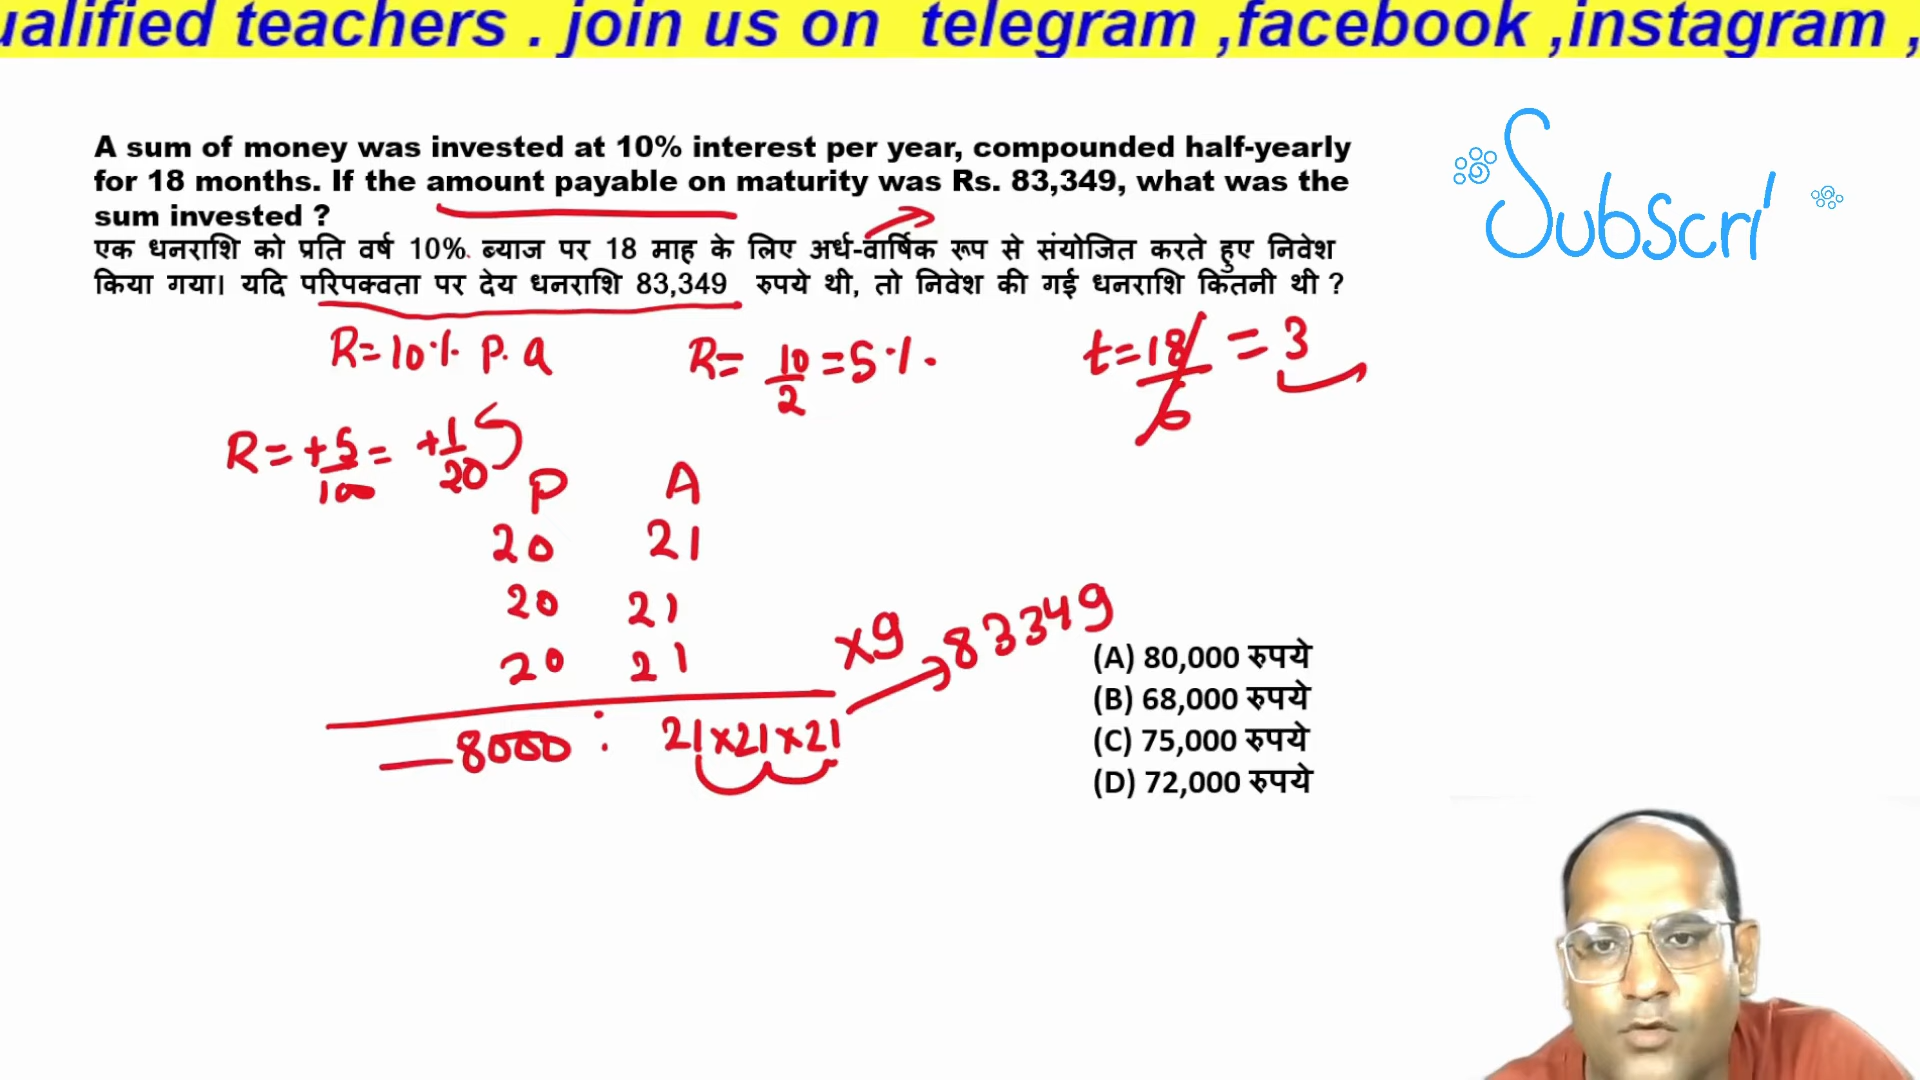 ualified teachers . join us on telegram ,facebook ,instagram ,
A sum of money was invested at 10% interest per year, compounded half-yearly
for 18 months. If the amount payable on maturity was Rs. 83,349, what was the
sum invested ?
एक धनराशि को प्रति वर्ष 10% ब्याज पर 18 माह के लिए अर्ध-वार्षिक रूप से संयोजित करते हुए निवेश
किया गया। यदि परिपक्वता पर देय धनराशि 83,349 रुपये थी, तो निवेश की गई धनराशि कितनी थी ?
Subscri
R=10% p.a R=10/2=5%. t=18/6=3
R=+5/100=+1/20
P A
20 21
20 21
20 21
×9 83349
8000 : 21×21×21
(A) 80,000 रुपये
(B) 68,000 रुपये
(C) 75,000 रुपये
(D) 72,000 रुपये